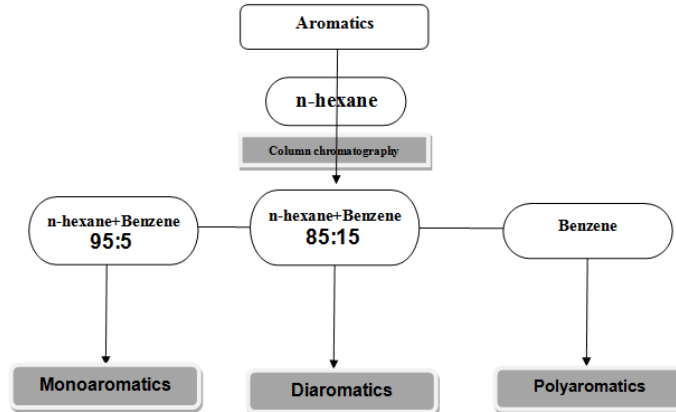 Aromatics
n-hexane
Column chromatography
n-hexane+Benzene
95:5
n-hexane+Benzene
85:15
Benzene
Monoaromatics
Diaromatics
Polyaromatics